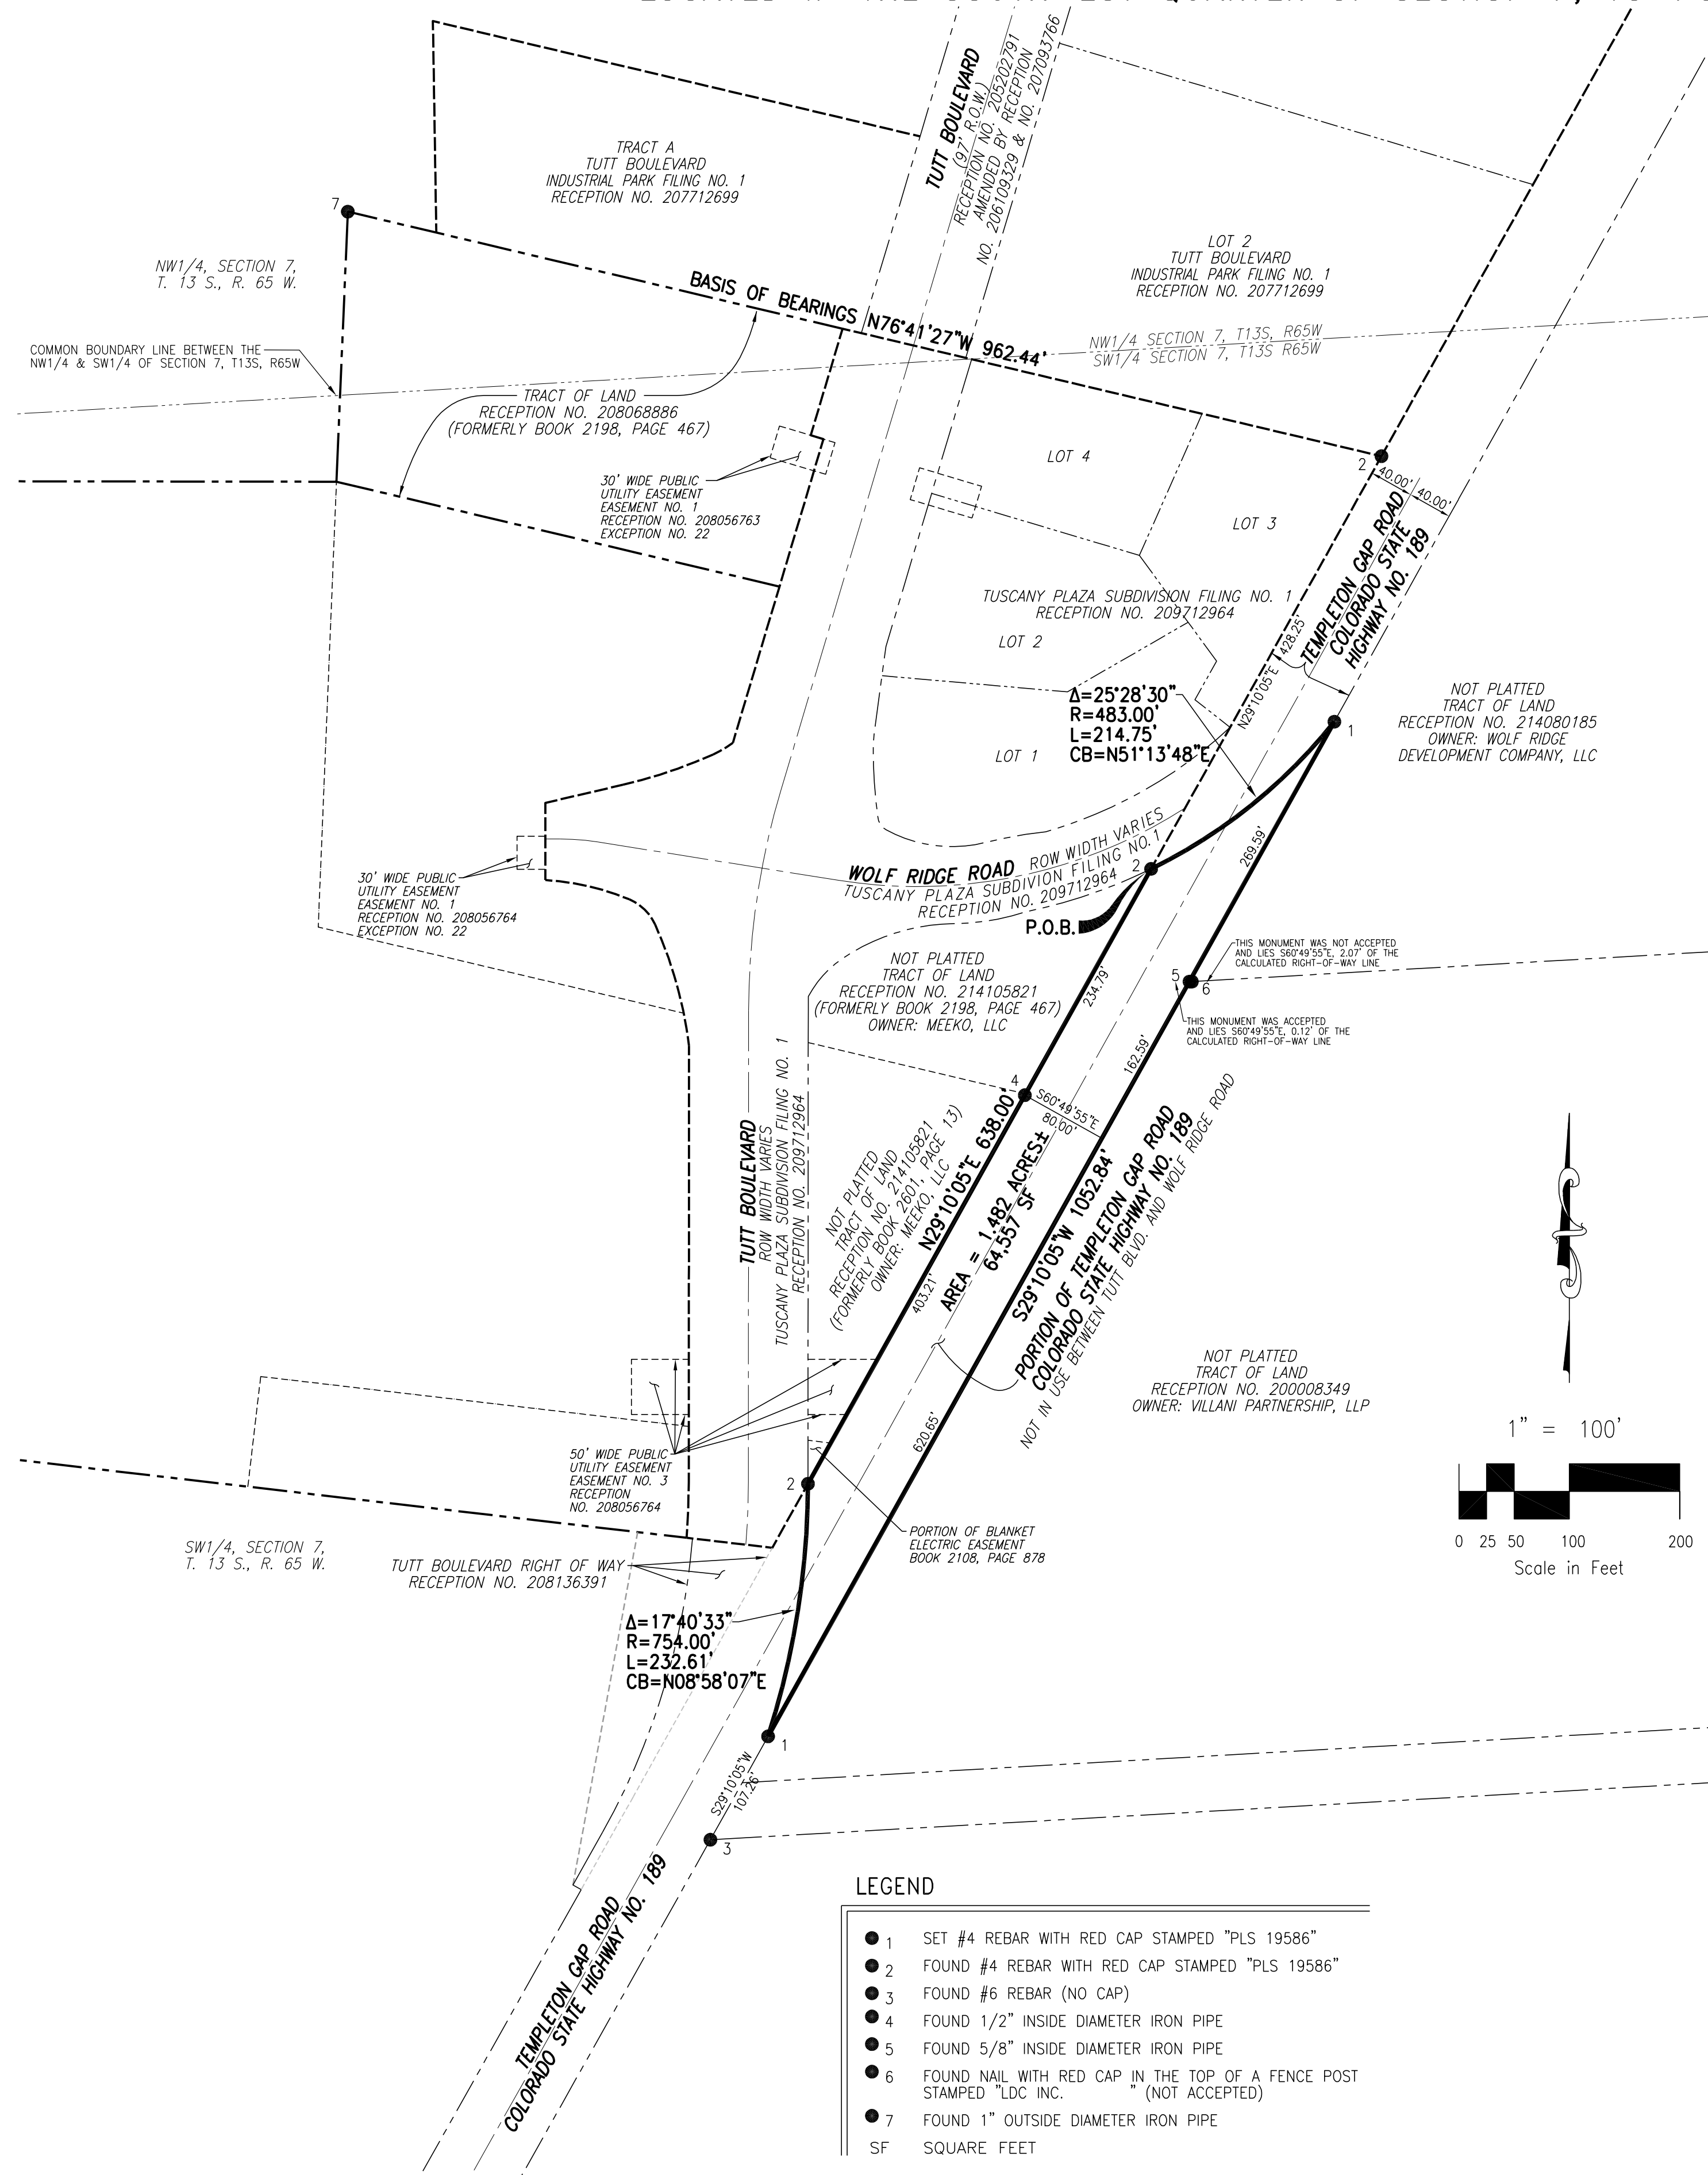 TUTT BOULEVARD
(97' R.O.W.)
RECEPTION NO. 205202791
AMENDED BY RECEPTION
NO. 206109329 & NO. 207093766
TRACT A
TUTT BOULEVARD
INDUSTRIAL PARK FILING NO. 1
RECEPTION NO. 207712699
7
NW1/4, SECTION 7,
T. 13 S., R. 65 W.
LOT 2
TUTT BOULEVARD
INDUSTRIAL PARK FILING NO. 1
RECEPTION NO. 207712699
BASIS OF BEARINGS N76°41'27"W 962.44'
NW1/4 SECTION 7, T13S, R65W
SW1/4 SECTION 7, T13S R65W
COMMON BOUNDARY LINE BETWEEN THE
NW1/4 & SW1/4 OF SECTION 7, T13S, R65W
TRACT OF LAND
RECEPTION NO. 208068886
(FORMERLY BOOK 2198, PAGE 467)
30' WIDE PUBLIC
UTILITY EASEMENT
EASEMENT NO. 1
RECEPTION NO. 208056763
EXCEPTION 22
LOT 4
2
40.00'
40.00'
LOT 3
TEMPLETON GAP ROAD
COLORADO STATE
HIGHWAY NO. 189
TUSCANY PLAZA SUBDIVISION FILING NO. 1
RECEPTION NO. 209712964
LOT 2
N29°10'05"E 1428.25'
Δ=25°28'30"
R=483.00'
L=214.75'
CB=N51°13'48"E
LOT 1
1
NOT PLATTED
TRACT OF LAND
RECEPTION NO. 214080185
OWNER: WOLF RIDGE
DEVELOPMENT COMPANY, LLC
269.59'
WOLF RIDGE ROAD ROW WIDTH VARIES
TUSCANY PLAZA SUBDIVION FILING NO. 1
RECEPTION NO. 209712964
2
P.O.B.
30' WIDE PUBLIC
UTILITY EASEMENT
EASEMENT NO. 1
RECEPTION NO. 208056764
EXCEPTION 22
NOT PLATTED
TRACT OF LAND
RECEPTION NO. 214105821
(FORMERLY BOOK 2198, PAGE 467)
OWNER: MEEKO, LLC
234.79'
THIS MONUMENT WAS NOT ACCEPTED
AND LIES S60°49'55"E, 2.07' OF THE
CALCULATED RIGHT-OF-WAY LINE
5
6
THIS MONUMENT WAS ACCEPTED
AND LIES S60°49'55"E, 0.12' OF THE
CALCULATED RIGHT-OF-WAY LINE
162.59'
4
S60°49'55"E
80.00'
TUTT BOULEVARD
ROW WIDTH VARIES
TUSCANY PLAZA SUBDIVISION FILING NO. 1
RECEPTION NO. 209712964
NOT PLATTED
TRACT OF LAND
RECEPTION NO. 214105821
(FORMERLY BOOK 2601, PAGE 13)
OWNER: MEEKO, LLC
N29°10'05"E 638.00'
403.21'
AREA = 1.482 ACRES±
64,557 SF
S29°10'05"W 1052.84'
PORTION OF TEMPLETON GAP ROAD
COLORADO STATE HIGHWAY NO. 189
NOT IN USE BETWEEN TUTT BLVD. AND WOLF RIDGE ROAD
620.65'
NOT PLATTED
TRACT OF LAND
RECEPTION NO. 200008349
OWNER: VILLANI PARTNERSHIP, LLP
1" = 100'
0 25 50 100 200
Scale in Feet
50' WIDE PUBLIC
UTILITY EASEMENT
EASEMENT NO. 3
RECEPTION
NO. 208056764
2
SW1/4, SECTION 7,
T. 13 S., R. 65 W.
PORTION OF BLANKET
ELECTRIC EASEMENT
BOOK 2108, PAGE 878
TUTT BOULEVARD RIGHT OF WAY
RECEPTION NO. 208136391
Δ=17°40'33"
R=754.00'
L=232.61'
CB=N08°58'07"E
1
S29°10'05"W
107.26'
3
TEMPLETON GAP ROAD
COLORADO STATE HIGHWAY NO. 189
LEGEND
1 SET #4 REBAR WITH RED CAP STAMPED "PLS 19586"
2 FOUND #4 REBAR WITH RED CAP STAMPED "PLS 19586"
3 FOUND #6 REBAR (NO CAP)
4 FOUND 1/2" INSIDE DIAMETER IRON PIPE
5 FOUND 5/8" INSIDE DIAMETER IRON PIPE
6 FOUND NAIL WITH RED CAP IN THE TOP OF A FENCE POST
STAMPED "LDC INC. " (NOT ACCEPTED)
7 FOUND 1" OUTSIDE DIAMETER IRON PIPE
SF SQUARE FEET